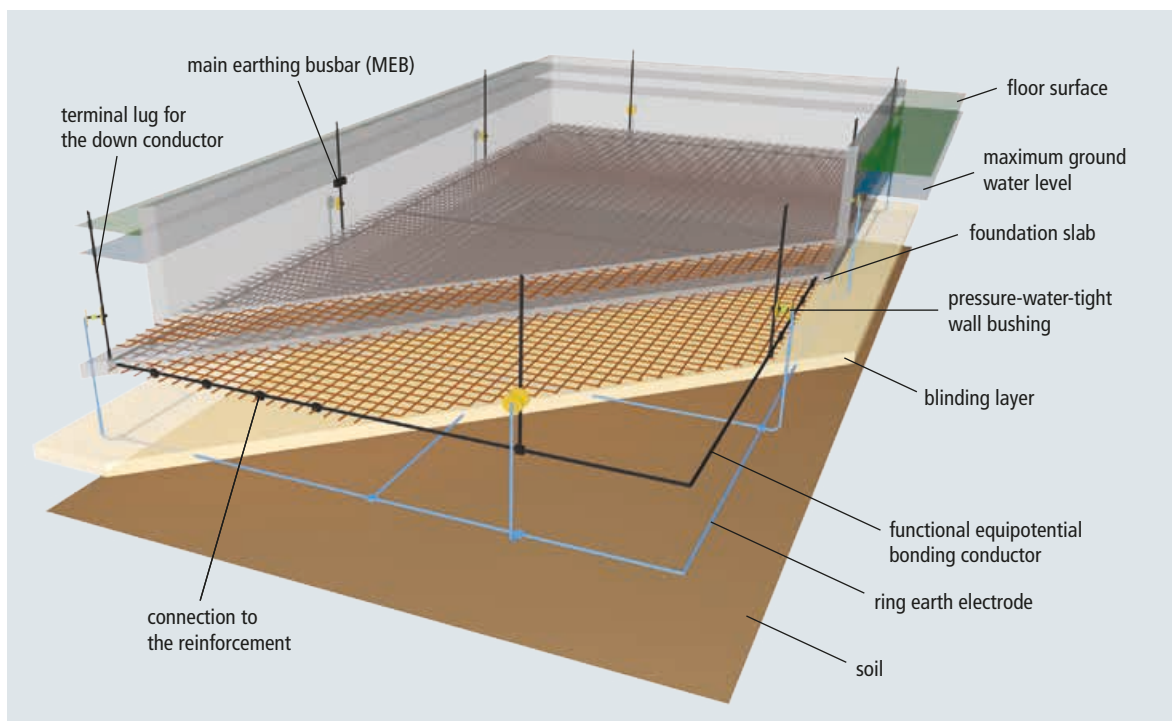 main earthing busbar (MEB)
terminal lug for
the down conductor
floor surface
maximum ground
water level
foundation slab
pressure-water-tight
wall bushing
blinding layer
functional equipotential
bonding conductor
ring earth electrode
connection to
the reinforcement
soil